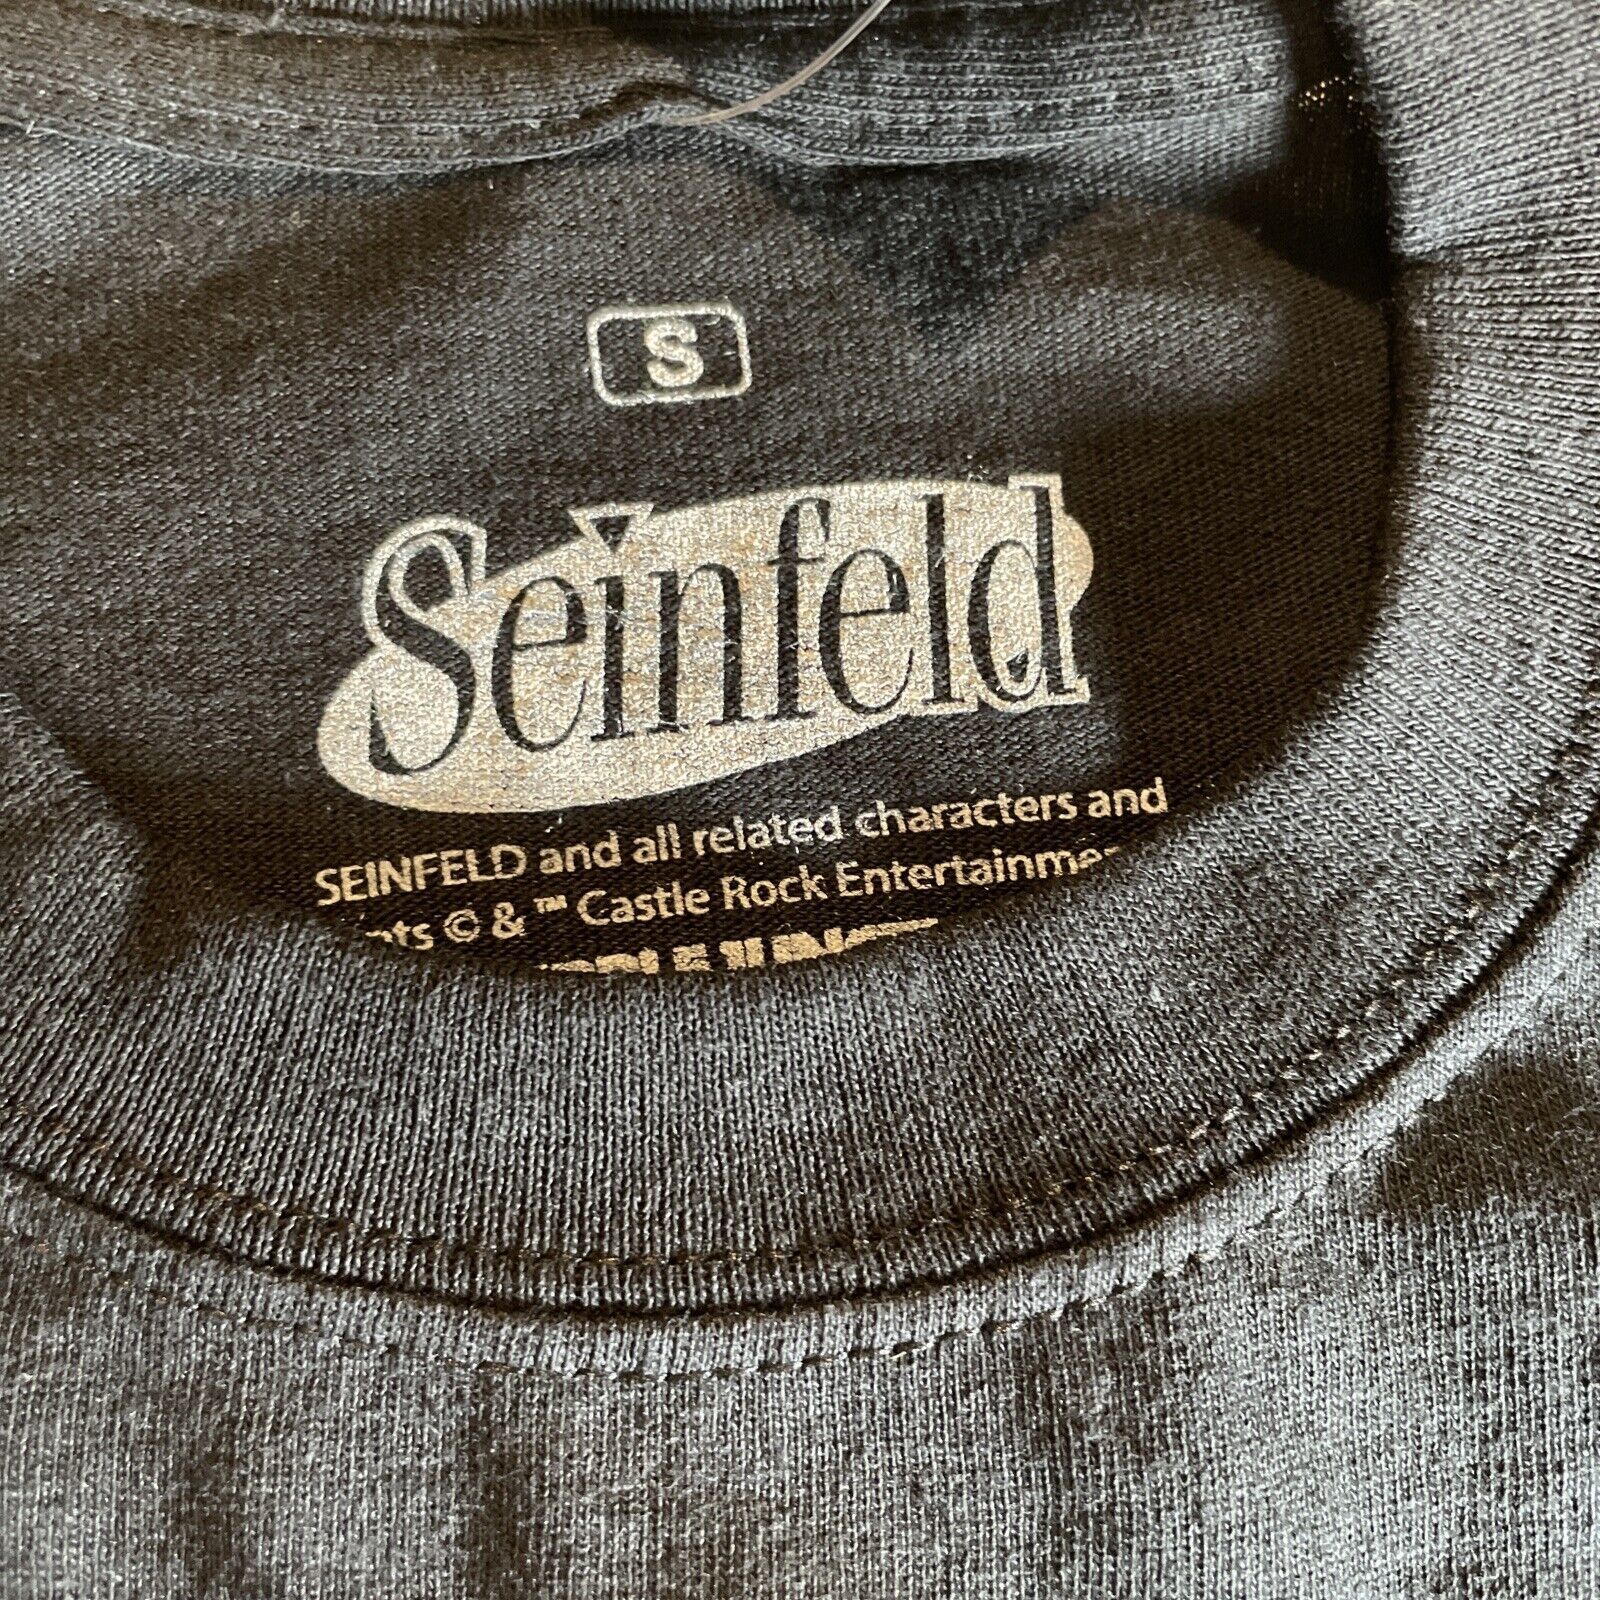 S
Seinfeld
SEINFELD and all related characters and
© & ™ Castle Rock Entertainment